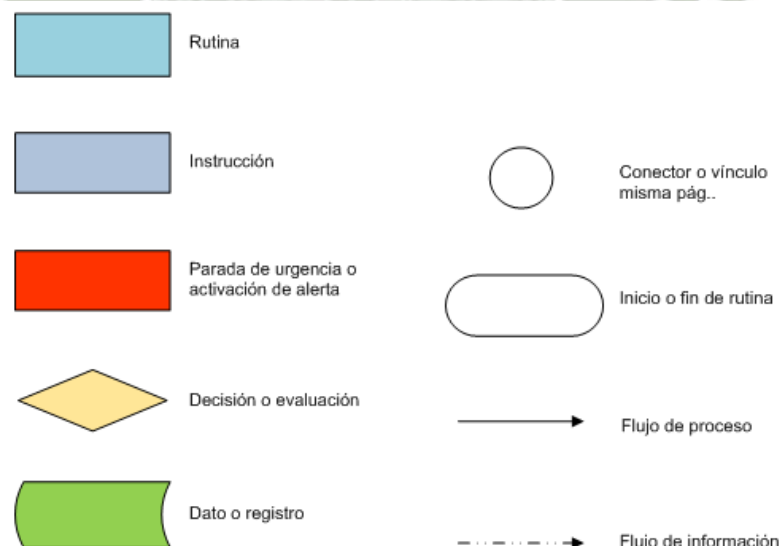 Rutina
Instrucción
Parada de urgencia o
activación de alerta
Decisión o evaluación
Dato o registro
Conector o vínculo
misma pág..
Inicio o fin de rutina
Flujo de proceso
Flujo de información